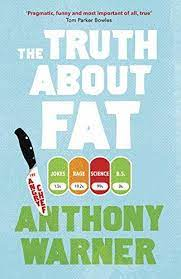 'Pragmatic, funny and most important of all, true'
Tom Parker Bowles
THE
TRUTH
ABOUT
FAT
THE
ANGRY
CHEF
JOKES RAGE SCIENCE B.S.
ANTHONY
WARNER